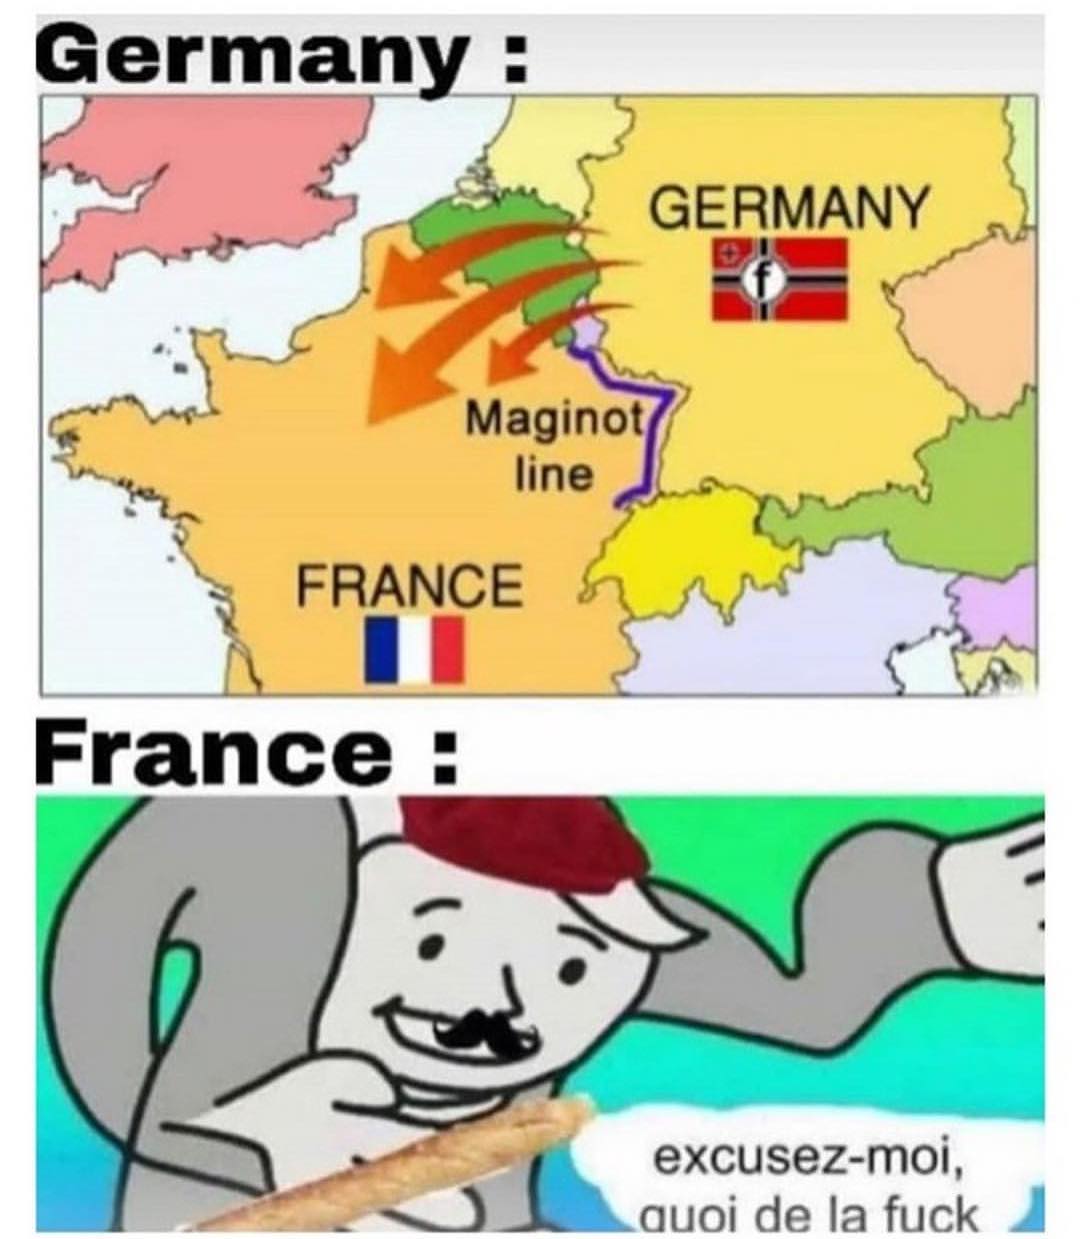 Germany :
GERMANY
f
Maginot
line
FRANCE
France :
excusez-moi,
quoi de la fuck